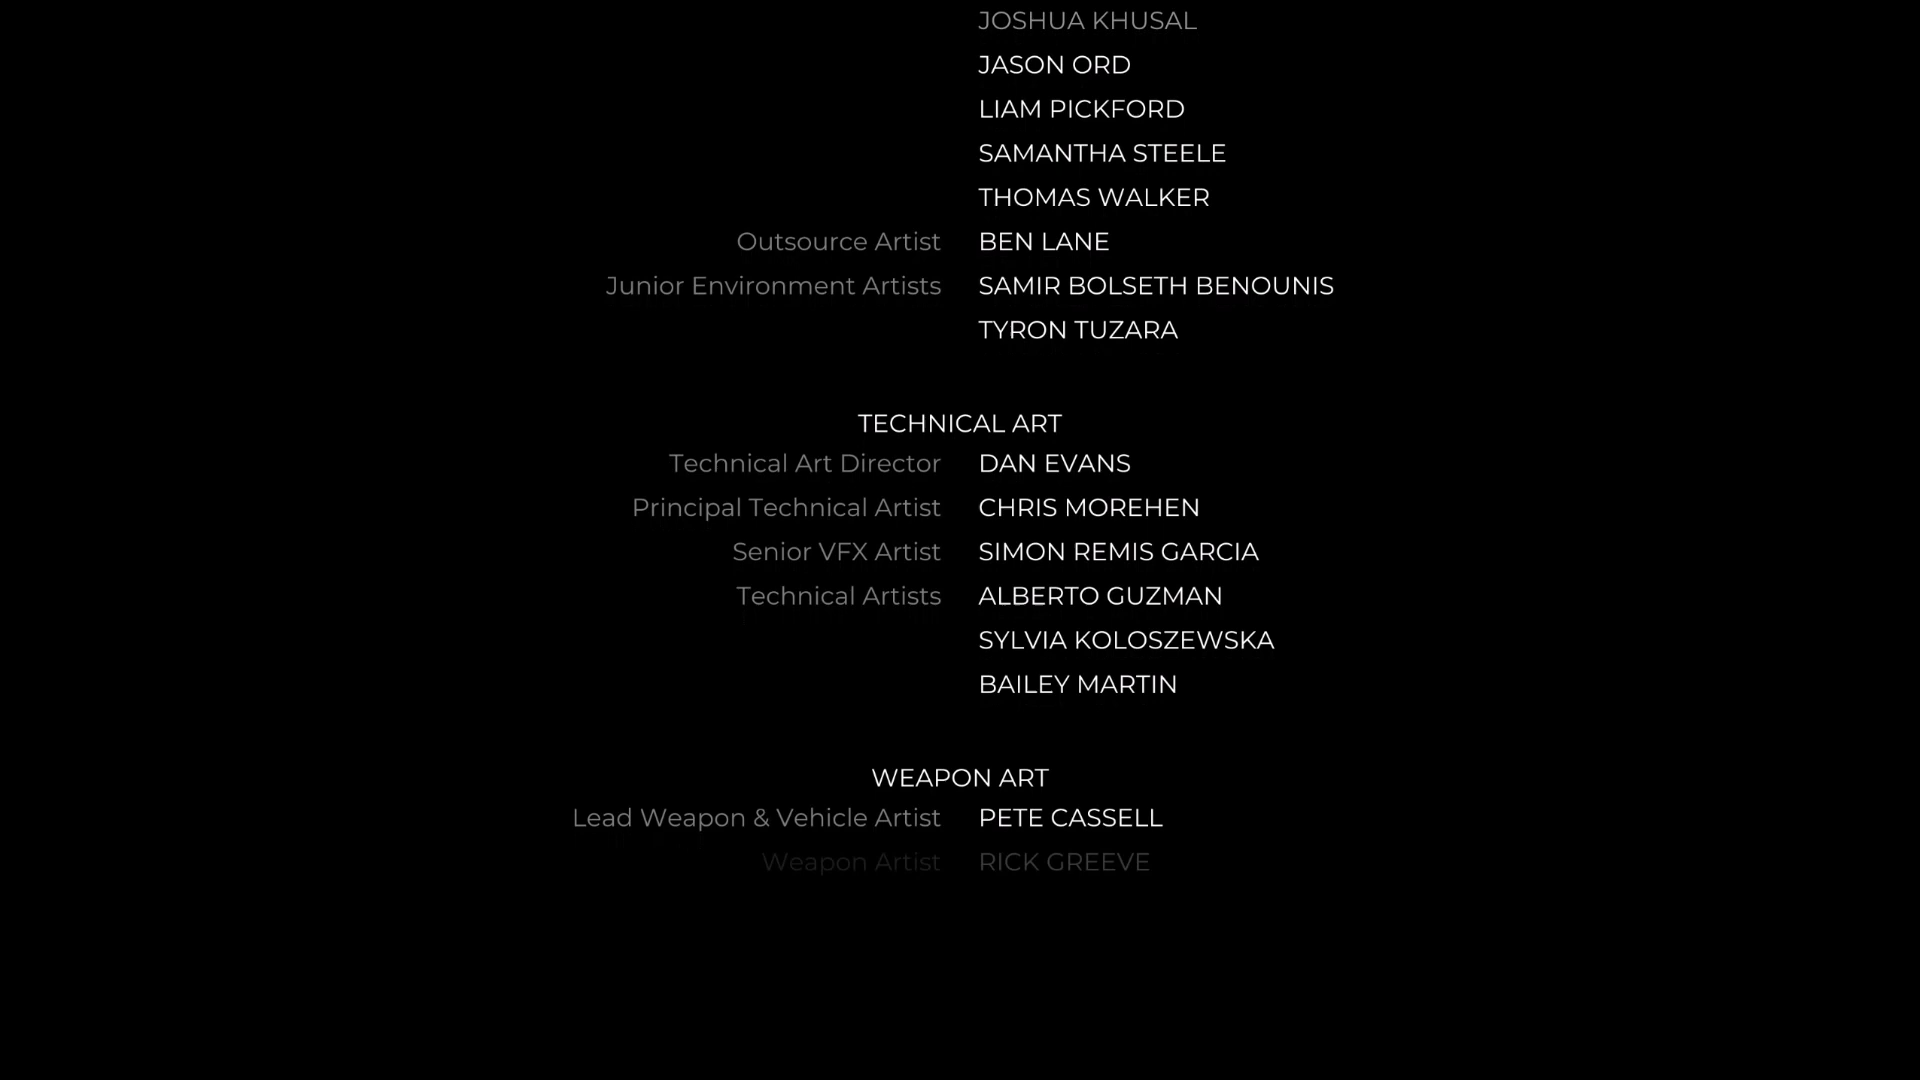 JOSHUA KHUSAL
JASON ORD
LIAM PICKFORD
SAMANTHA STEELE
THOMAS WALKER
Outsource Artist BEN LANE
Junior Environment Artists SAMIR BOLSETH BENOUNIS
TYRON TUZARA
TECHNICAL ART
Technical Art Director DAN EVANS
Principal Technical Artist CHRIS MOREHEN
Senior VFX Artist SIMON REMIS GARCIA
Technical Artists ALBERTO GUZMAN
SYLVIA KOLOSZEWSKA
BAILEY MARTIN
WEAPON ART
Lead Weapon & Vehicle Artist PETE CASSELL
Weapon Artist RICK GREEVE